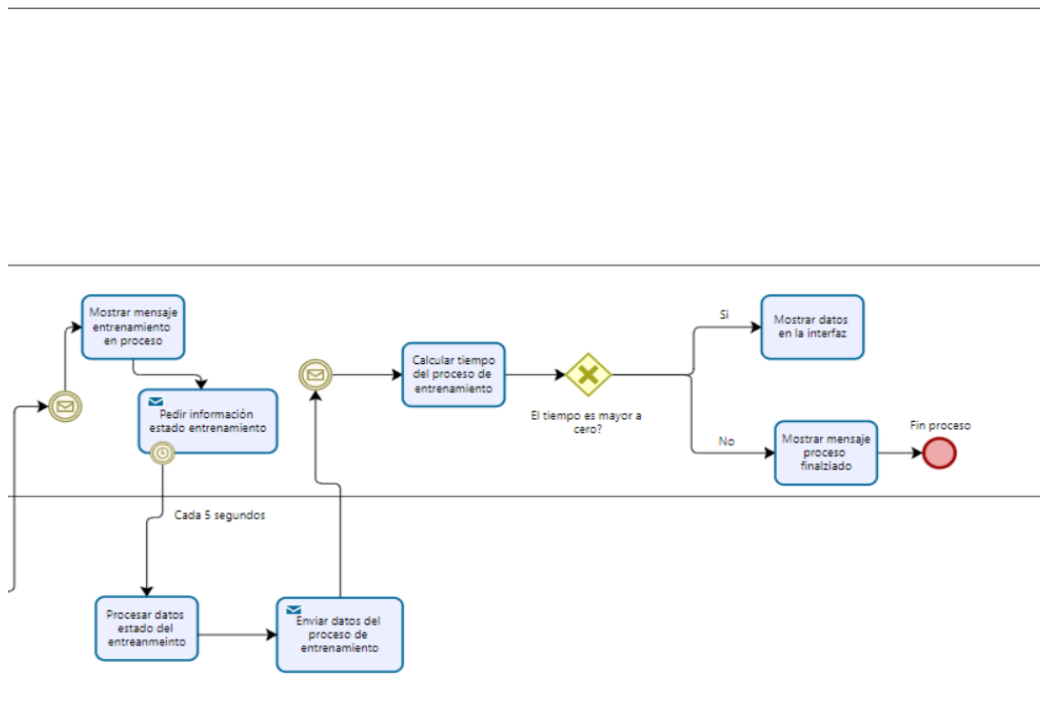 Mostrar mensaje
entrenamiento
en proceso
Pedir información
estado entrenamiento
Cada 5 segundos
Procesar datos
estado del
entreanmeinto
Enviar datos del
proceso de
entrenamiento
Calcular tiempo
del proceso de
entrenamiento
El tiempo es mayor a
cero?
Si
Mostrar datos
en la interfaz
No
Mostrar mensaje
proceso
finalziado
Fin proceso